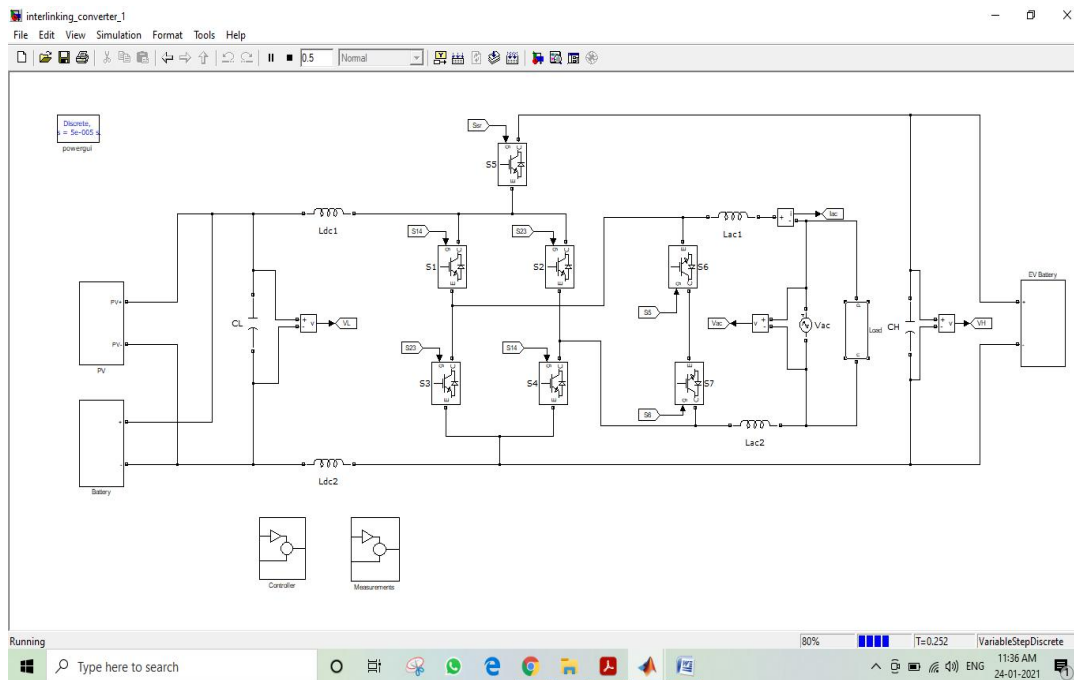 interlinking_converter_1
File Edit View Simulation Format Tools Help
0.5 Normal
Discrete,
s = 5e-005 s.
powergui
Ssr
g C
S5
E
Ldc1
S14
S23
g C
g C
S1
S2
E
E
Lac1
i
+
-
Iac
E
S6
g C
S5
EV Battery
PV+
PV-
PV
CL
+
-
v
VL
Vac
v
+
-
Vac
Load
CH
+
-
v
VH
+
-
S23
S14
g C
g C
S3
S4
E
E
E
S7
g C
S6
Lac2
+
-
Battery
Ldc2
Controller
Measurements
Running 80% T=0.252 VariableStepDiscrete
Type here to search
ENG
11:36 AM
24-01-2021
1